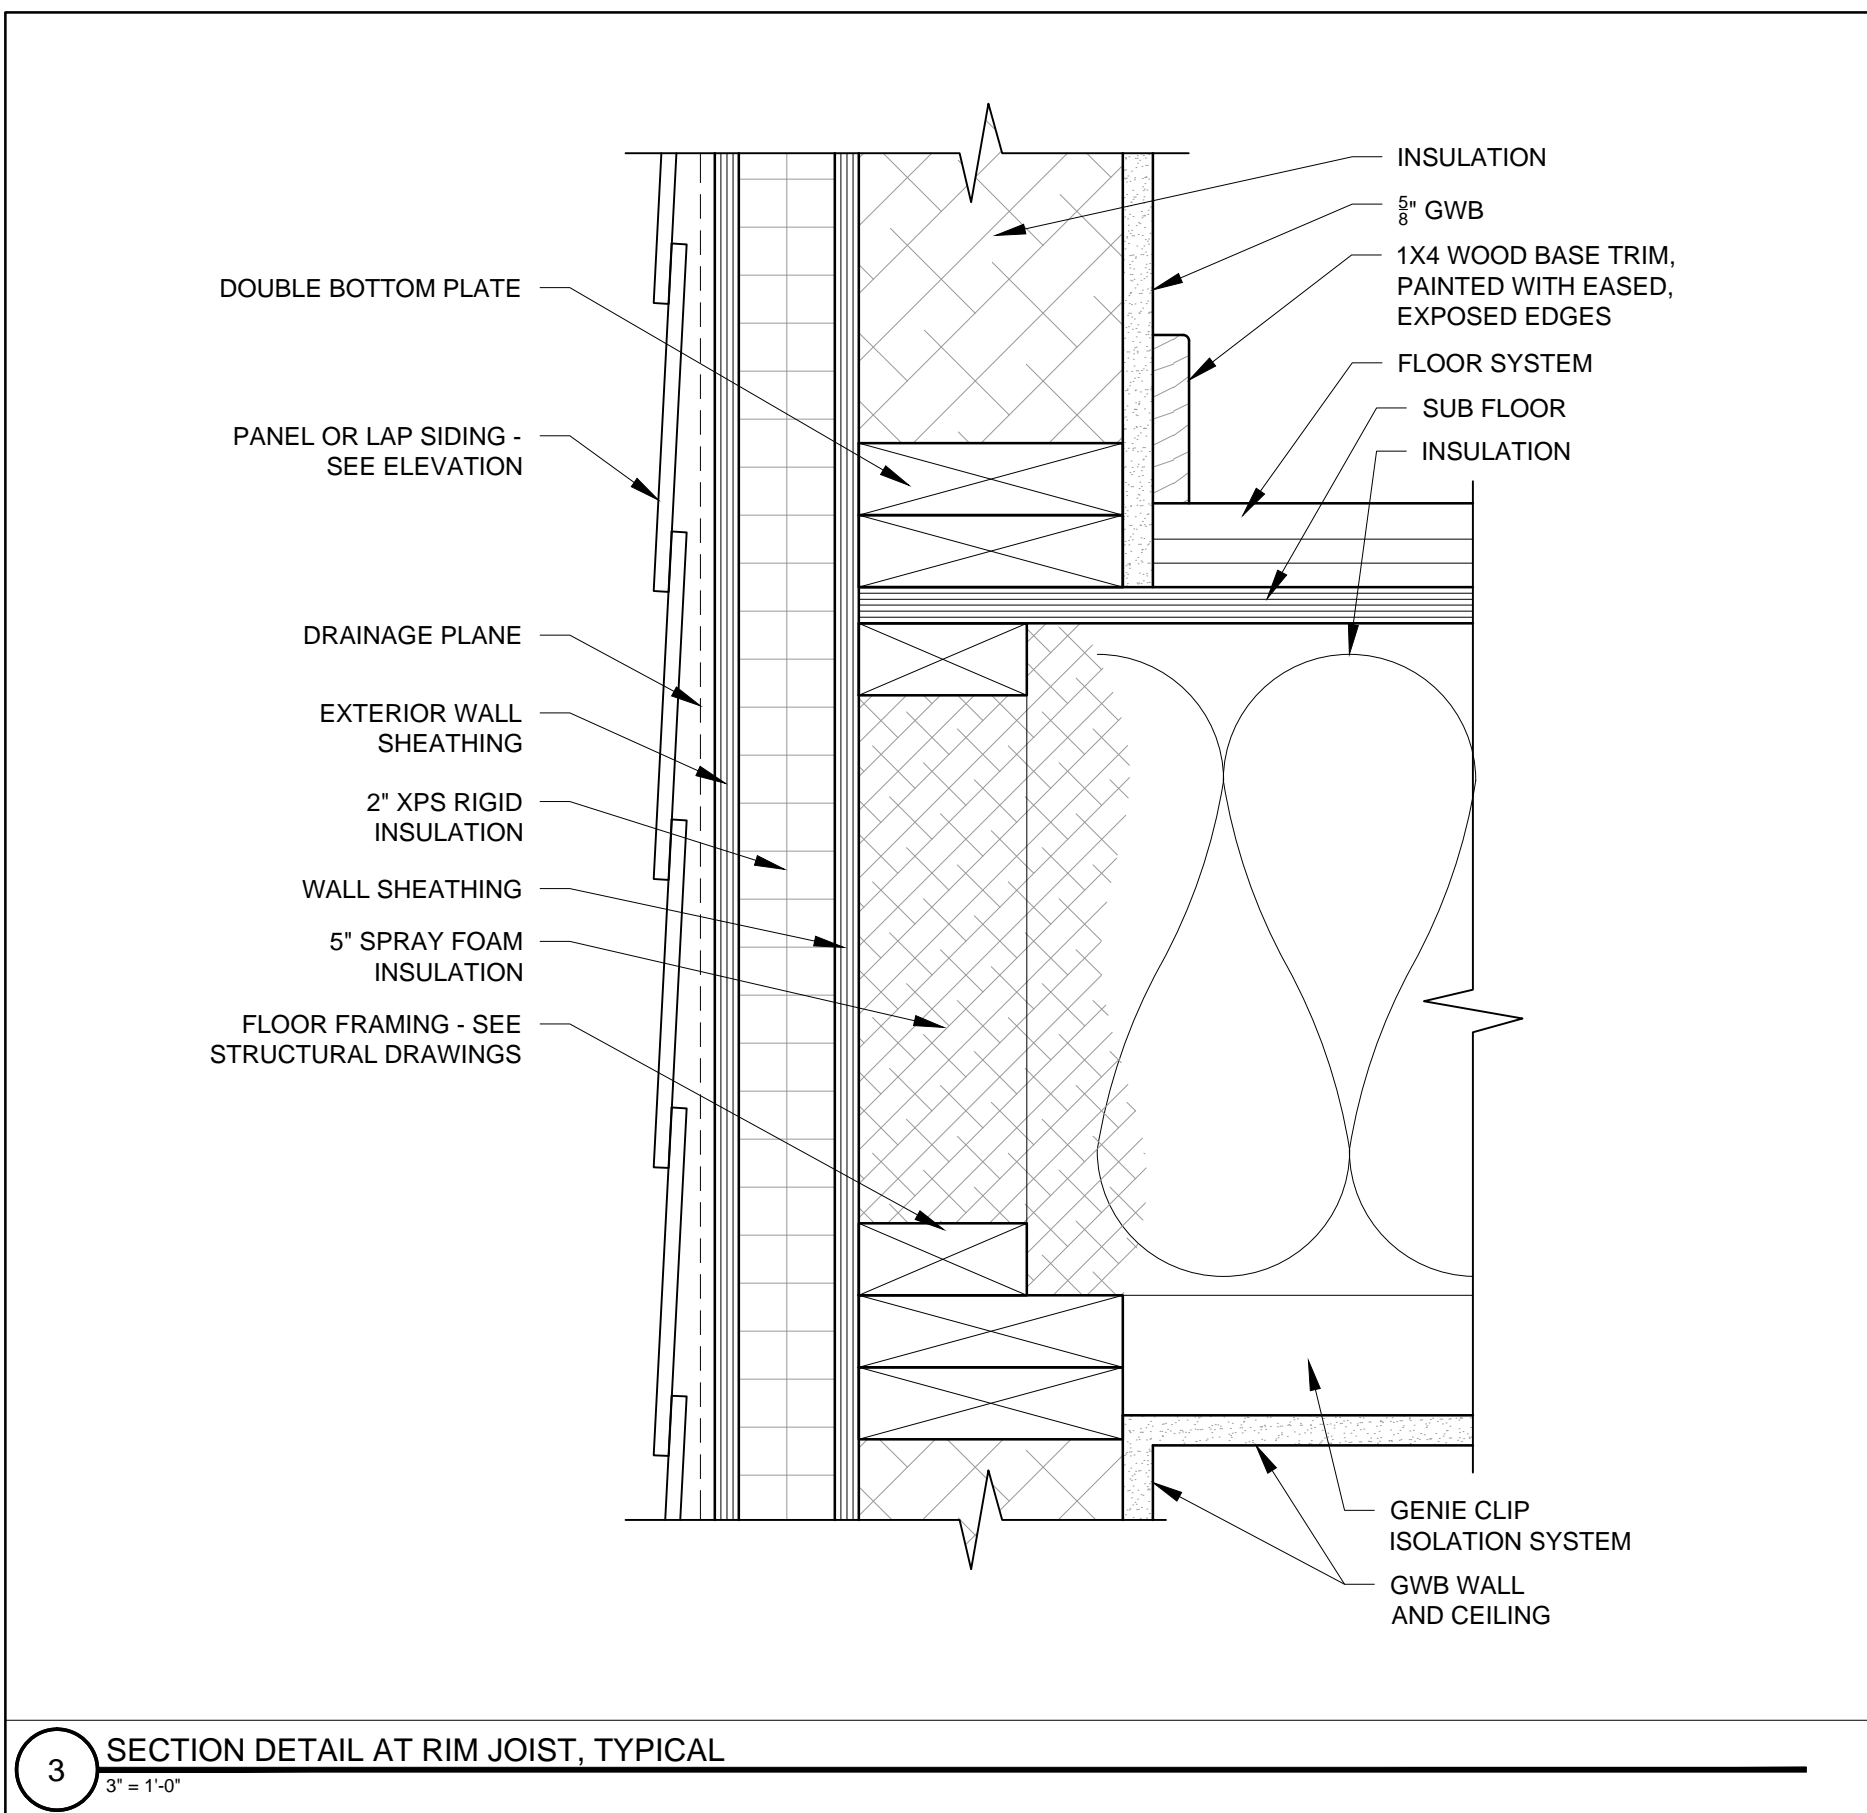 DOUBLE BOTTOM PLATE
PANEL OR LAP SIDING -
SEE ELEVATION
DRAINAGE PLANE
EXTERIOR WALL
SHEATHING
2" XPS RIGID
INSULATION
WALL SHEATHING
5" SPRAY FOAM
INSULATION
FLOOR FRAMING - SEE
STRUCTURAL DRAWINGS
INSULATION
5/8" GWB
1X4 WOOD BASE TRIM,
PAINTED WITH EASED,
EXPOSED EDGES
FLOOR SYSTEM
SUB FLOOR
INSULATION
GENIE CLIP
ISOLATION SYSTEM
GWB WALL
AND CEILING
3
SECTION DETAIL AT RIM JOIST, TYPICAL
3" = 1'-0"